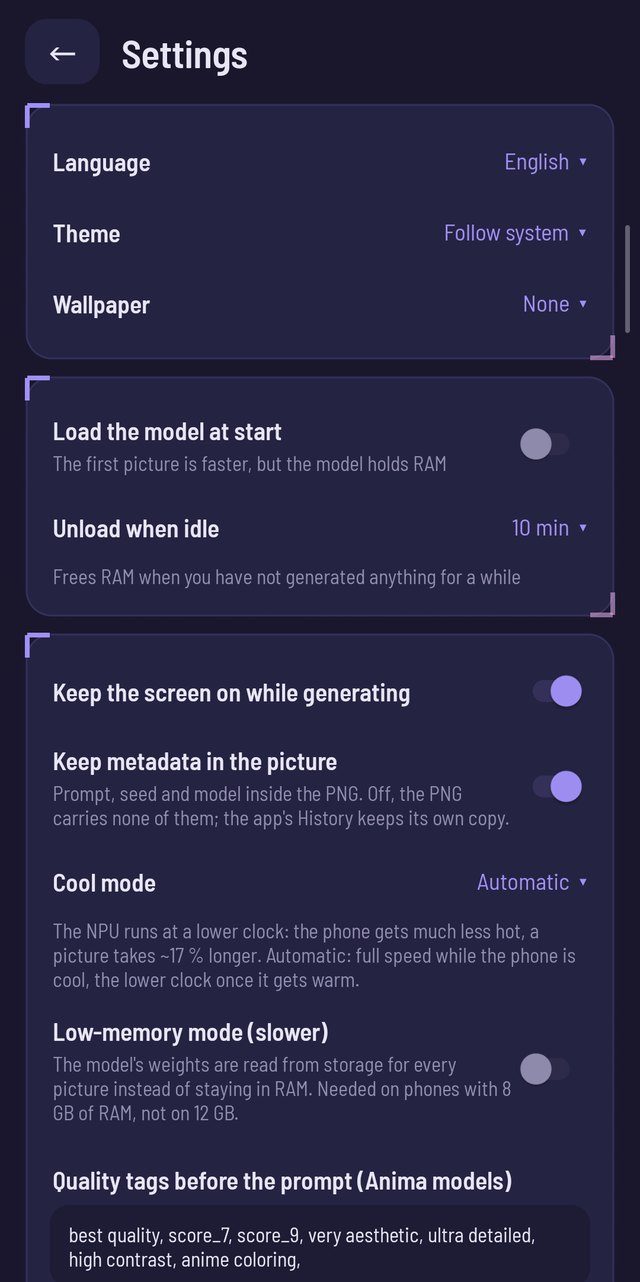 Settings
Language
English
Theme
Follow system
Wallpaper
None
Load the model at start
The first picture is faster, but the model holds RAM
Unload when idle
10 min
Frees RAM when you have not generated anything for a while
Keep the screen on while generating
Keep metadata in the picture
Prompt, seed and model inside the PNG. Off, the PNG
carries none of them; the app's History keeps its own copy.
Cool mode
Automatic
The NPU runs at a lower clock: the phone gets much less hot, a
picture takes ~17 % longer. Automatic: full speed while the phone is
cool, the lower clock once it gets warm.
Low-memory mode (slower)
The model's weights are read from storage for every
picture instead of staying in RAM. Needed on phones with 8
GB of RAM, not on 12 GB.
Quality tags before the prompt (Anima models)
best quality, score_7, score_9, very aesthetic, ultra detailed,
high contrast, anime coloring,